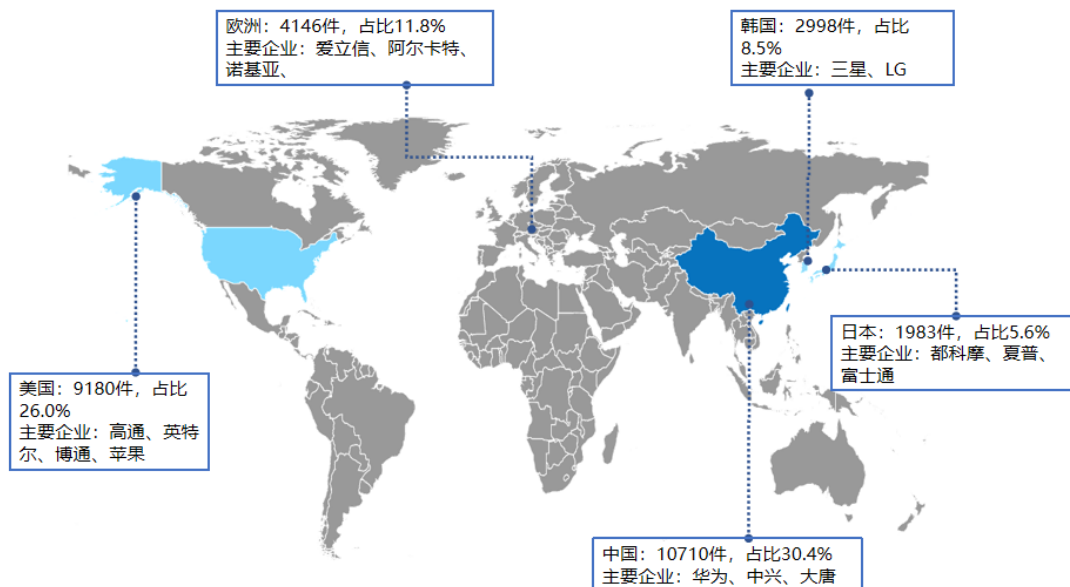 欧洲：4146件，占比11.8%
主要企业：爱立信、阿尔卡特、
诺基亚、
韩国：2998件，占比
8.5%
主要企业：三星、LG
日本：1983件，占比5.6%
主要企业：都科摩、夏普、
富士通
美国：9180件，占比
26.0%
主要企业：高通、英特
尔、博通、苹果
中国：10710件，占比30.4%
主要企业：华为、中兴、大唐